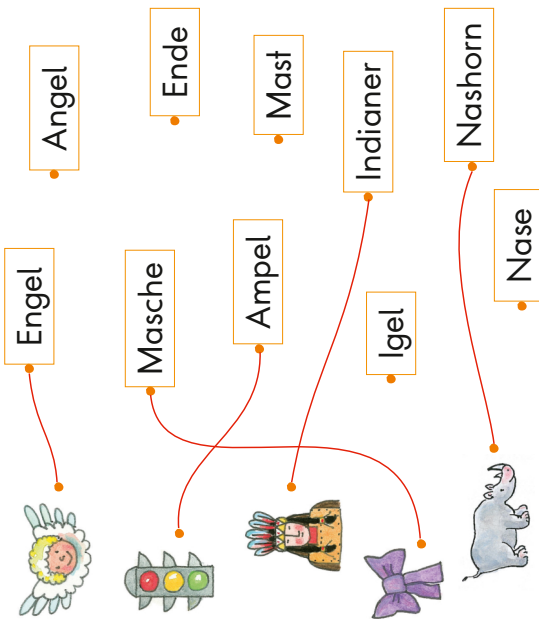 Engel
Angel
Masche
Ende
Ampel
Mast
Indianer
Igel
Nashorn
Nase